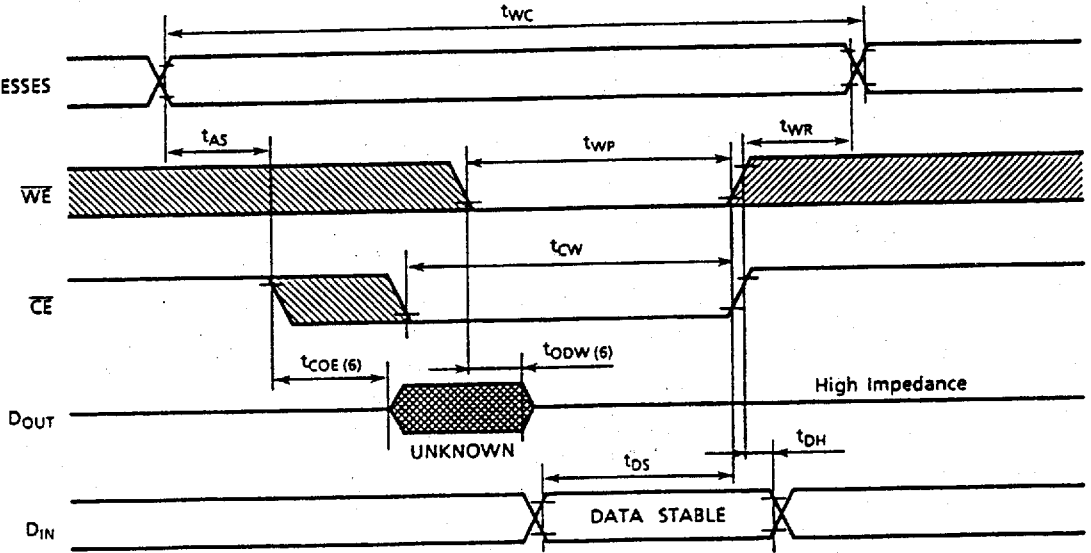 tWC
ESSES
tAS
tWP
tWR
WE
tCW
CE
tCOE (6)
tODW (6)
High Impedance
DOUT
UNKNOWN
tDH
tDS
DIN
DATA STABLE